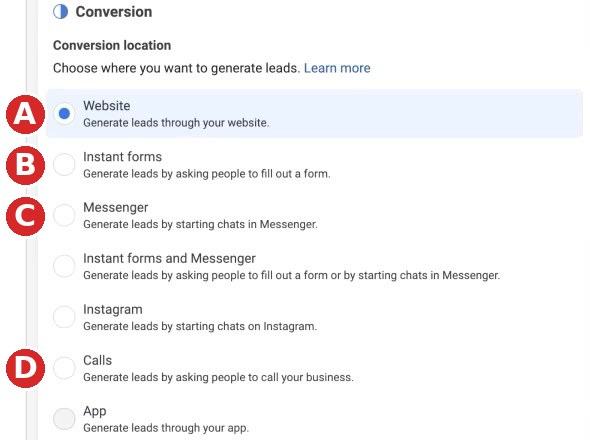 Conversion
Conversion location
Choose where you want to generate leads. Learn more
A
Website
Generate leads through your website.
B
Instant forms
Generate leads by asking people to fill out a form.
C
Messenger
Generate leads by starting chats in Messenger.
Instant forms and Messenger
Generate leads by asking people to fill out a form or by starting chats in Messenger.
Instagram
Generate leads by starting chats on Instagram.
D
Calls
Generate leads by asking people to call your business.
App
Generate leads through your app.